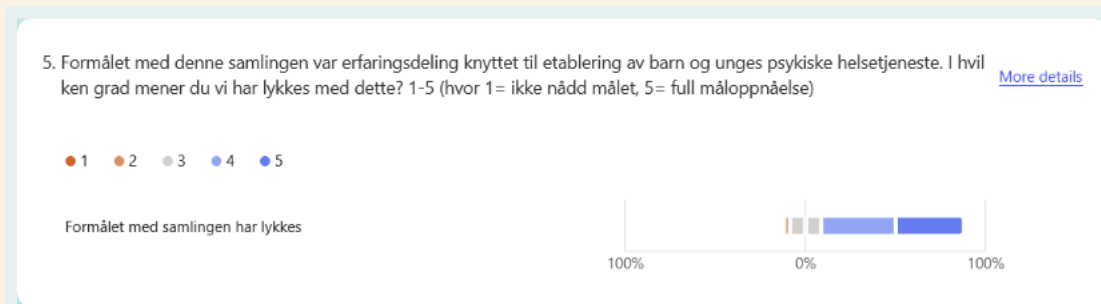 5. Formålet med denne samlingen var erfaringsdeling knyttet til etablering av barn og unges psykiske helsetjeneste. I hvil
ken grad mener du vi har lykkes med dette? 1-5 (hvor 1= ikke nådd målet, 5= full måloppnåelse)
More details
1 2 3 4 5
Formålet med samlingen har lykkes
100% 0% 100%